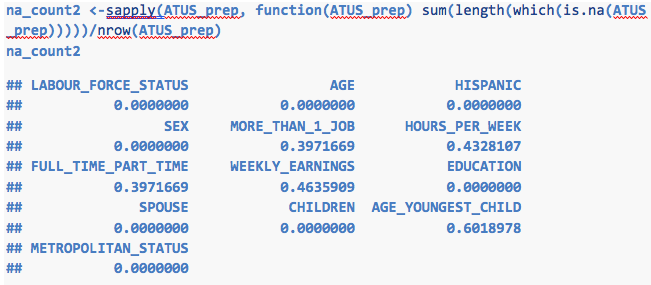 na_count2 <-sapply(ATUS_prep, function(ATUS_prep) sum(length(which(is.na(ATUS
_prep)))))/nrow(ATUS_prep)
na_count2
## LABOUR_FORCE_STATUS AGE HISPANIC
## 0.0000000 0.0000000 0.0000000
## SEX MORE_THAN_1_JOB HOURS_PER_WEEK
## 0.0000000 0.3971669 0.4328107
## FULL_TIME_PART_TIME WEEKLY_EARNINGS EDUCATION
## 0.3971669 0.4635909 0.0000000
## SPOUSE CHILDREN AGE_YOUNGEST_CHILD
## 0.0000000 0.0000000 0.6018978
## METROPOLITAN_STATUS
## 0.0000000